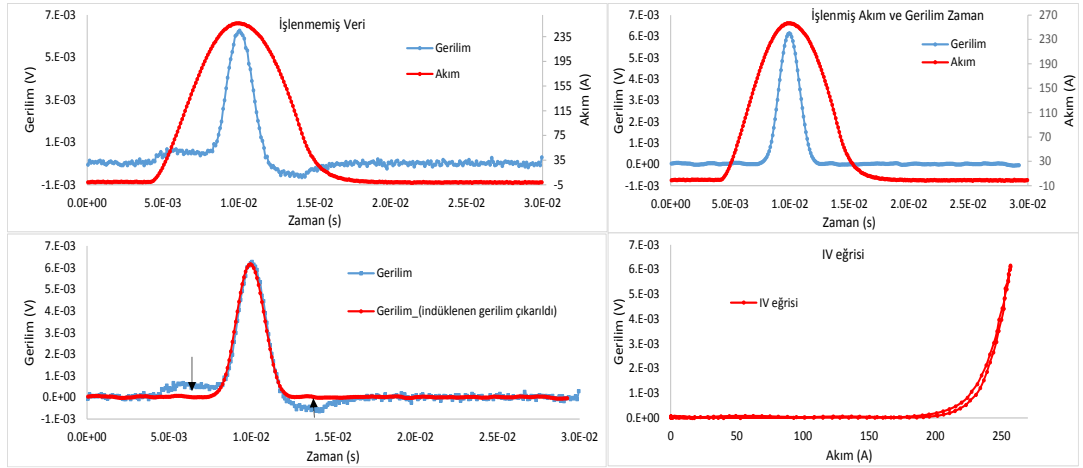 İşlenmemiş Veri
Gerilim
Akım
Gerilim (V)
7.E-03
5.E-03
3.E-03
1.E-03
-1.E-03
235
195
155
115
75
35
-5
Akım (A)
0.0E+00 5.0E-03 1.0E-02 1.5E-02 2.0E-02 2.5E-02 3.0E-02
Zaman (s)
İşlenmiş Akım ve Gerilim Zaman
Gerilim
Akım
Gerilim (V)
7.E-03
6.E-03
5.E-03
4.E-03
3.E-03
2.E-03
1.E-03
0.E+00
-1.E-03
270
230
190
150
110
70
30
-10
Akım (A)
0.0E+00 5.0E-03 1.0E-02 1.5E-02 2.0E-02 2.5E-02 3.0E-02
Zaman (s)
Gerilim
Gerilim_(indüklenen gerilim çıkarıldı)
Gerilim (V)
7.E-03
6.E-03
5.E-03
4.E-03
3.E-03
2.E-03
1.E-03
0.E+00
-1.E-03
0.0E+00 5.0E-03 1.0E-02 1.5E-02 2.0E-02 2.5E-02 3.0E-02
Zaman (s)
IV eğrisi
IV eğrisi
Gerilim (V)
7.E-03
6.E-03
5.E-03
4.E-03
3.E-03
2.E-03
1.E-03
0.E+00
0 50 100 150 200 250
Akım (A)